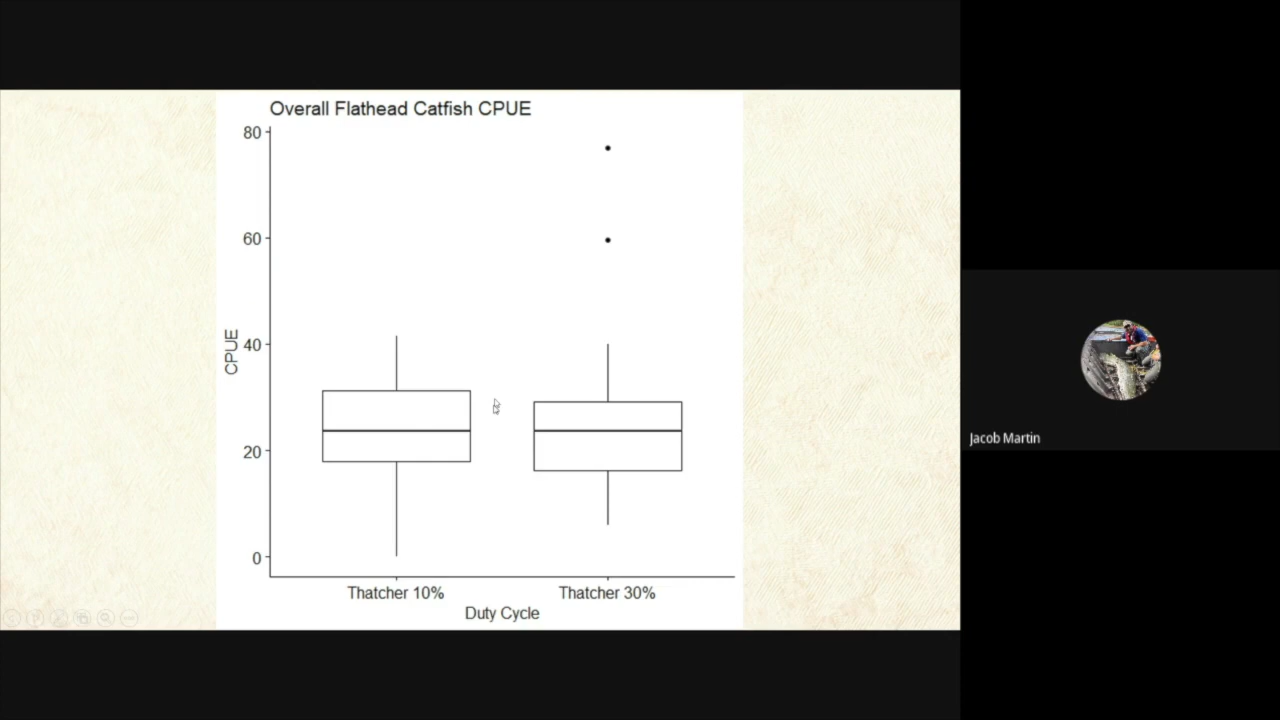 Overall Flathead Catfish CPUE
80
60
40
20
0
CPUE
Thatcher 10%
Thatcher 30%
Duty Cycle
Jacob Martin